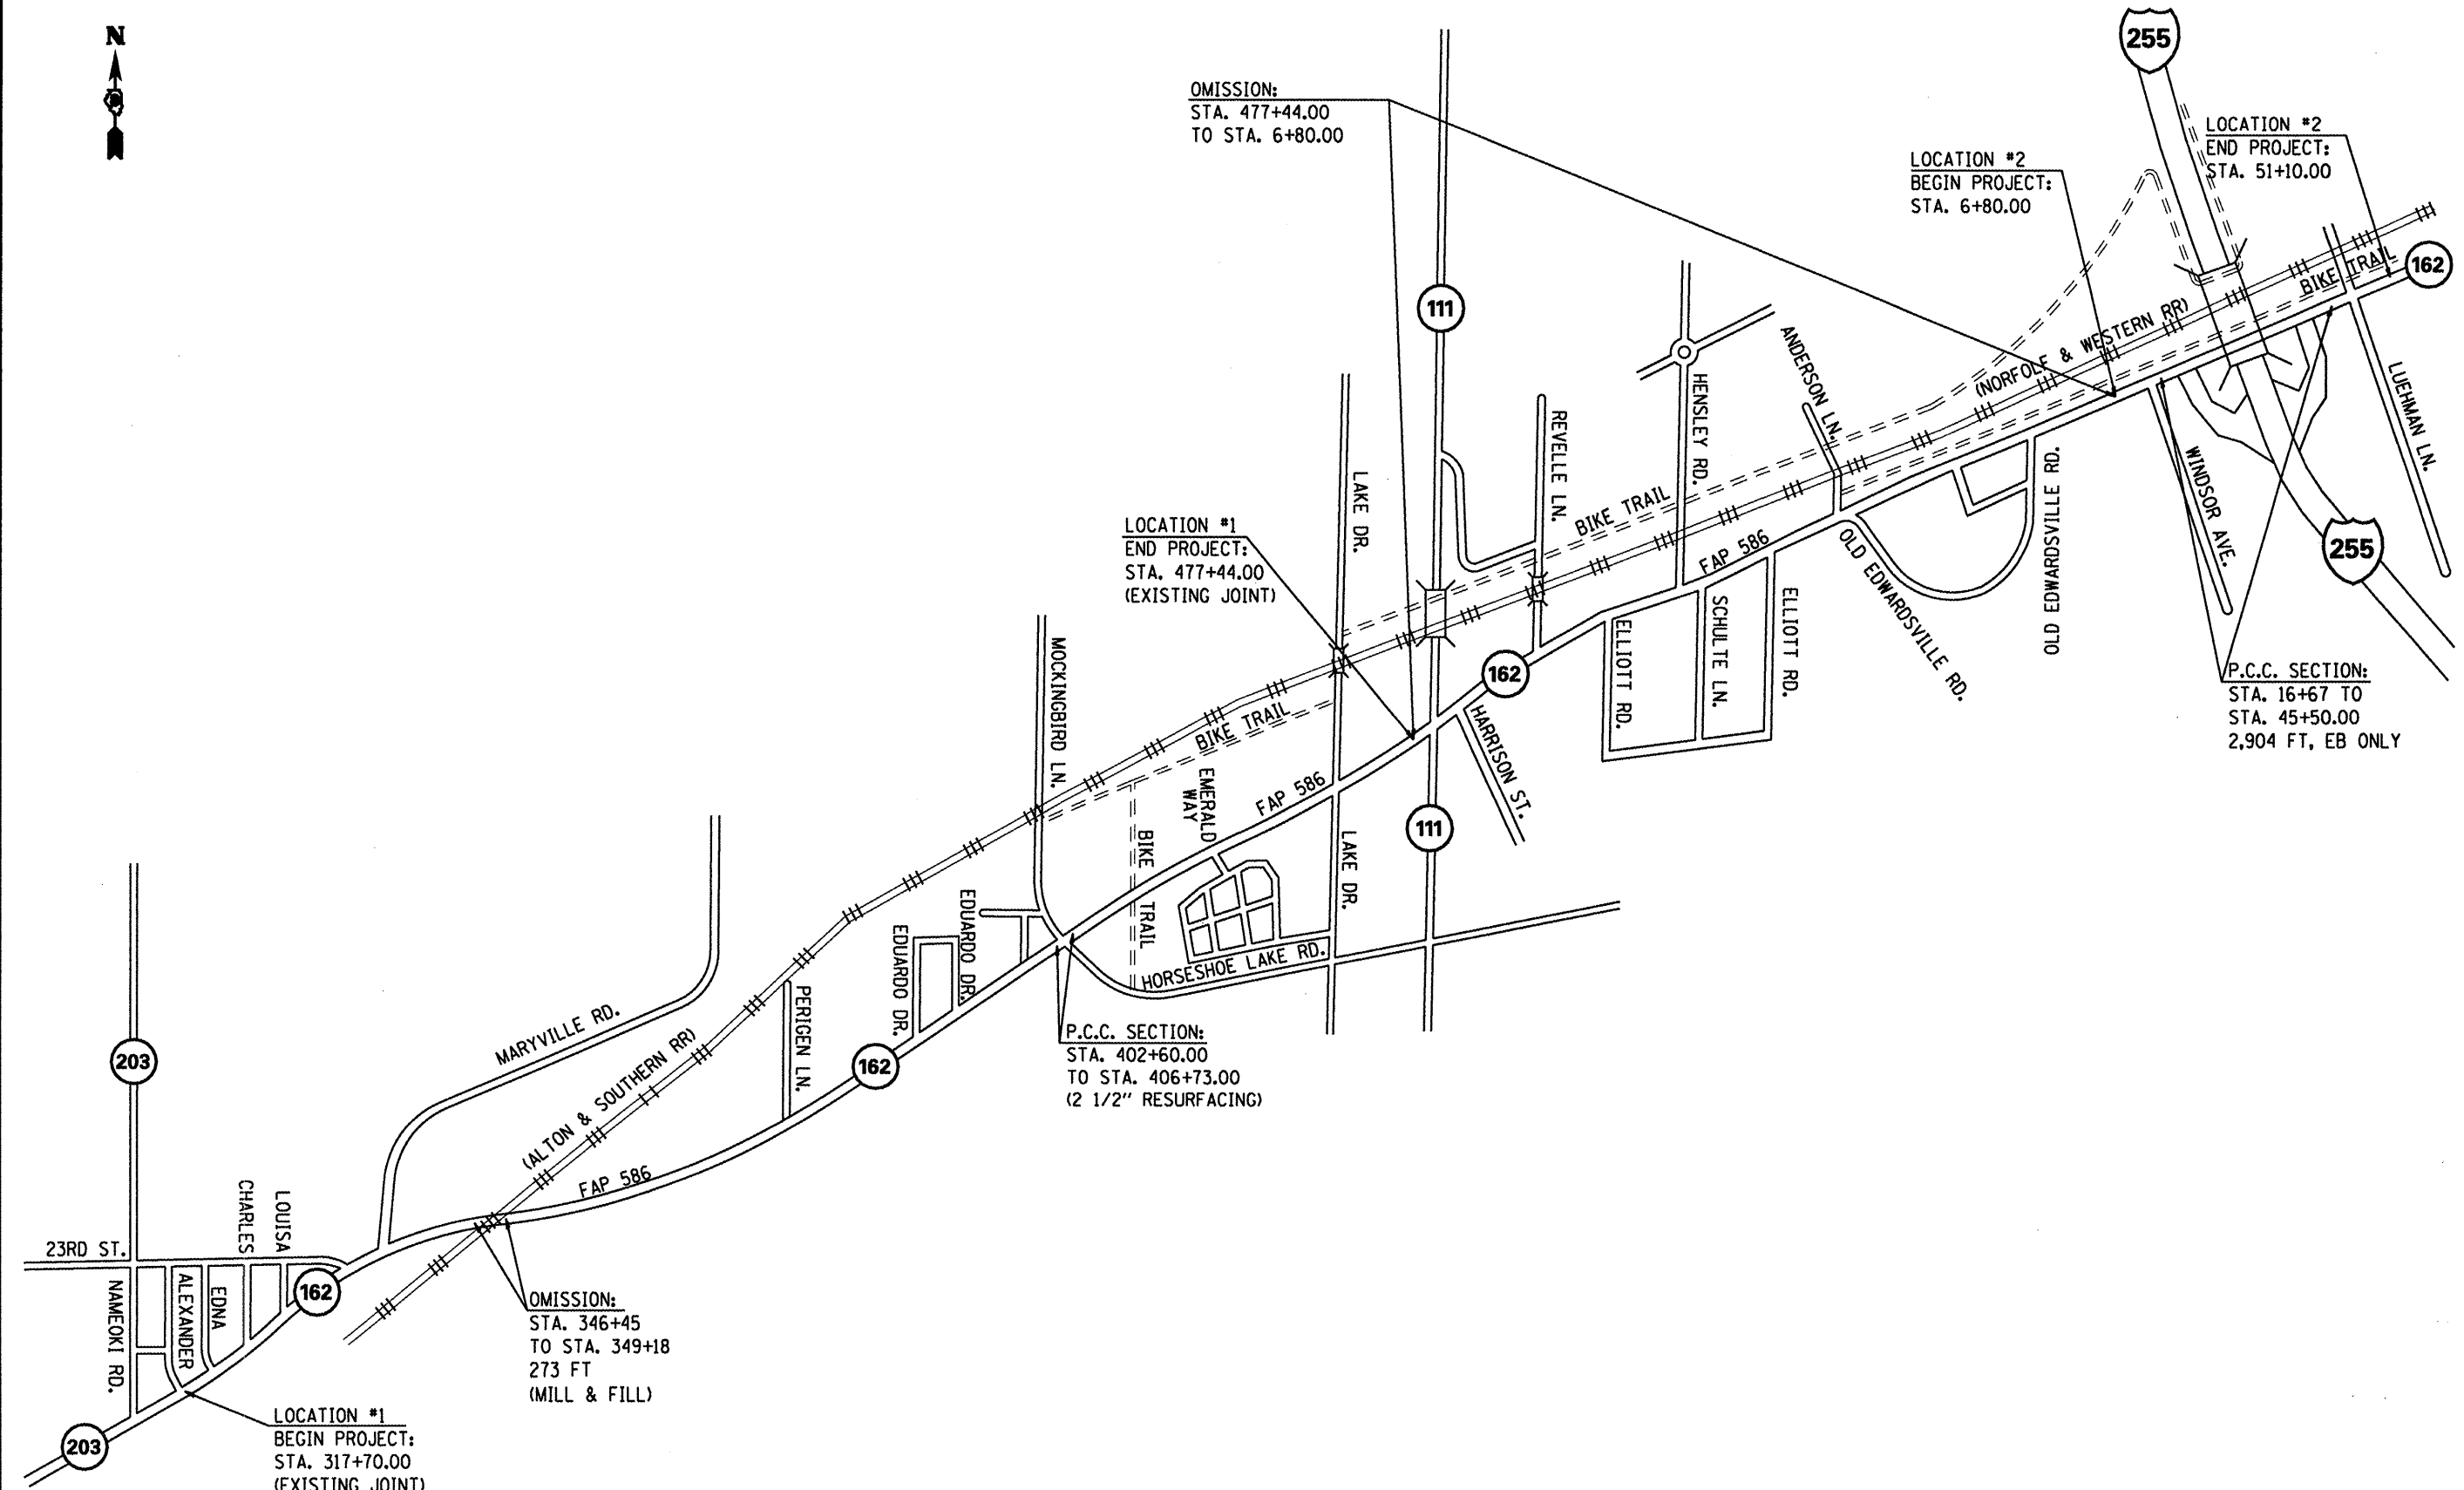 N
255
OMISSION:
STA. 477+44.00
TO STA. 6+80.00
LOCATION #2
END PROJECT:
STA. 51+10.00
LOCATION #2
BEGIN PROJECT:
STA. 6+80.00
162
BIKE TRAIL
(NORFOLK & WESTERN RR)
111
ANDERSON LN.
HENSLEY RD.
LUEHMAN LN.
REVELLE LN.
LAKE DR.
BIKE TRAIL
WINDSOR AVE.
OLD EDWARDSVILLE RD.
255
LOCATION #1
END PROJECT:
STA. 477+44.00
(EXISTING JOINT)
FAP 586
OLD EDWARDSVILLE RD.
ELLIOTT RD.
SCHULTE LN.
ELLIOTT RD.
MOCKINGBIRD LN.
162
P.C.C. SECTION:
STA. 16+67 TO
STA. 45+50.00
2,904 FT, EB ONLY
BIKE TRAIL
HARRISON ST.
EMERALD
WAY
FAP 586
111
BIKE TRAIL
LAKE DR.
EDUARDO DR.
EDUARDO DR.
HORSESHOE LAKE RD.
PERIGEN LN.
MARYVILLE RD.
P.C.C. SECTION:
STA. 402+60.00
TO STA. 406+73.00
(2 1/2" RESURFACING)
203
162
(ALTON & SOUTHERN RR)
FAP 586
CHARLES
LOUISA
23RD ST.
162
NAMEOKI RD.
ALEXANDER
EDNA
OMISSION:
STA. 346+45
TO STA. 349+18
273 FT
(MILL & FILL)
203
LOCATION #1
BEGIN PROJECT:
STA. 317+70.00
(EXISTING JOINT)